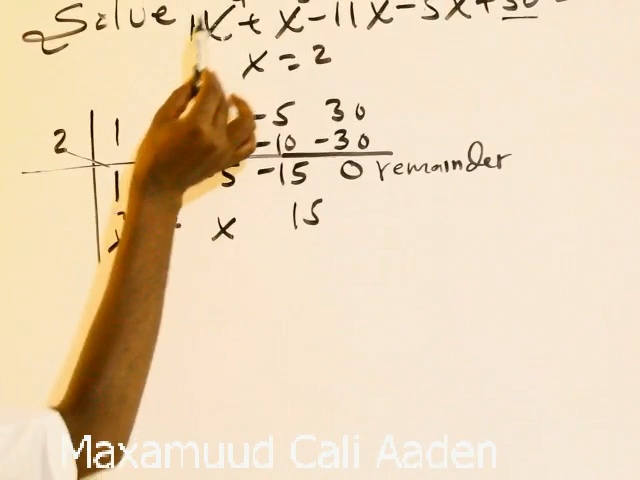 Solve x + x - 11x - 5x + 30
x = 2
2 1 -5 30
-10 -30
1 5 -15 0 remainder
x 15
Maxamuud Cali Aaden